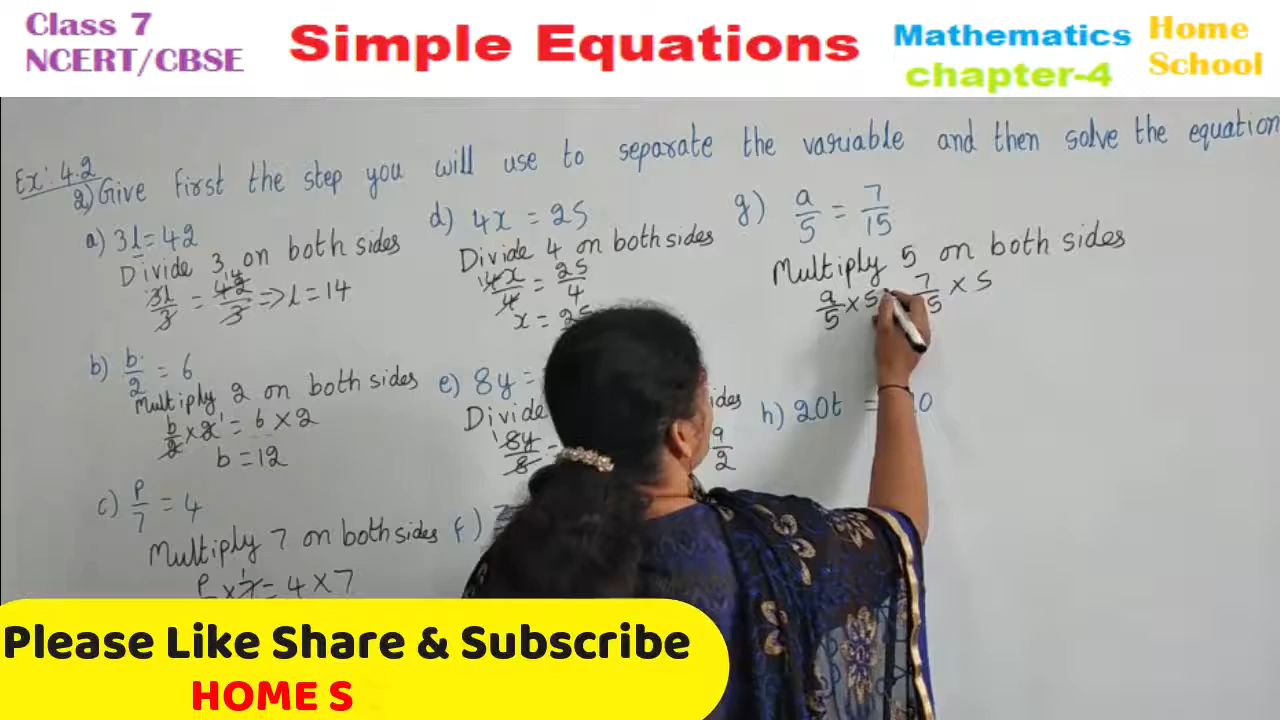 Class 7
NCERT/CBSE
Simple Equations
Mathematics
chapter-4
Home
School
Ex: 4.2
2) Give first the step you will use to separate the variable and then solve the equation
a) 3l = 42
Divide 3 on both sides
3l/3 = 42/3 => l = 14
b) b/2 = 6
Multiply 2 on both sides
b/2 × 2 = 6 × 2
b = 12
c) P/7 = 4
Multiply 7 on both sides
4 × 7
d) 4x = 25
Divide 4 on both sides
4x/4 = 25/4
x =
e) 8y =
Divide
8y/8
9/2
f)
g) a/5 = 7/15
Multiply 5 on both sides
a/5 × 5
× 5
h) 20t =
Please Like Share & Subscribe
HOME S